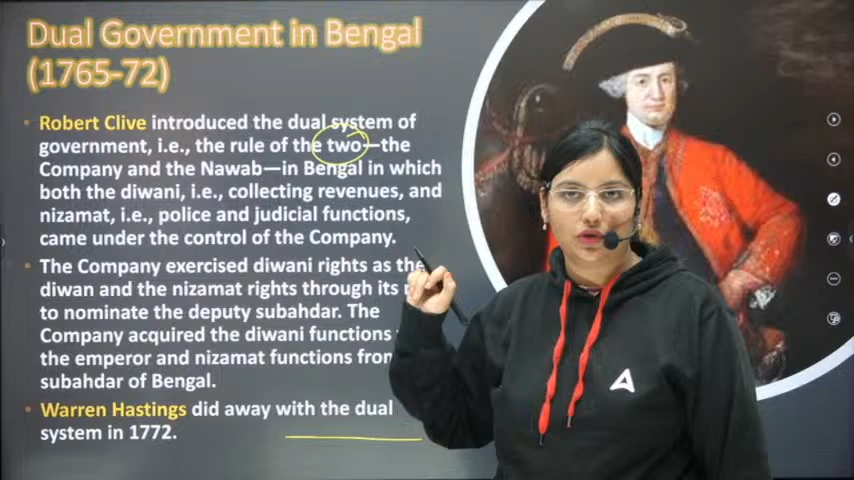 Dual Government in Bengal
(1765-72)
• Robert Clive introduced the dual system of
government, i.e., the rule of the two—the
Company and the Nawab—in Bengal in which
both the diwani, i.e., collecting revenues, and
nizamat, i.e., police and judicial functions,
came under the control of the Company.
• The Company exercised diwani rights as the
diwan and the nizamat rights through its
to nominate the deputy subahdar. The
Company acquired the diwani functions
the emperor and nizamat functions from
subahdar of Bengal.
• Warren Hastings did away with the dual
system in 1772.